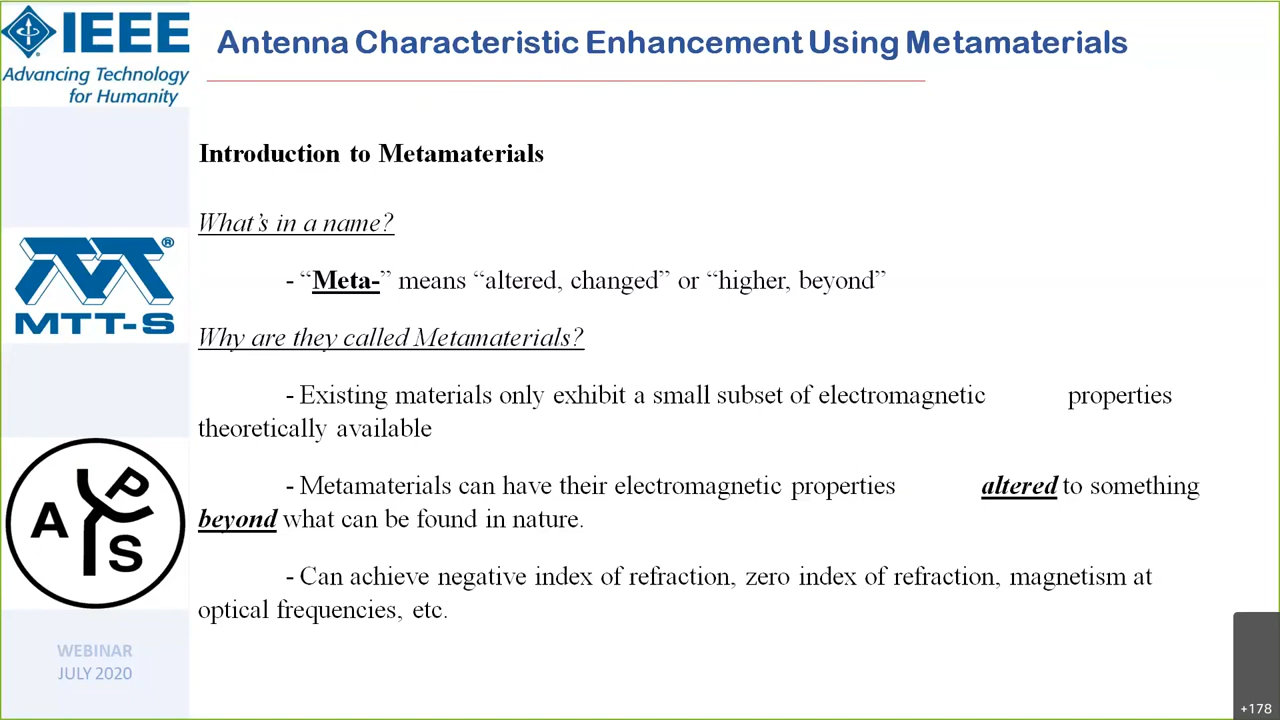 IEEE
Advancing Technology
for Humanity
Antenna Characteristic Enhancement Using Metamaterials
Introduction to Metamaterials
What's in a name?
- “Meta-” means “altered, changed” or “higher, beyond”
MTT-S
®
Why are they called Metamaterials?
- Existing materials only exhibit a small subset of electromagnetic properties
theoretically available
- Metamaterials can have their electromagnetic properties altered to something
beyond what can be found in nature.
A P S
- Can achieve negative index of refraction, zero index of refraction, magnetism at
optical frequencies, etc.
WEBINAR
JULY 2020
+178